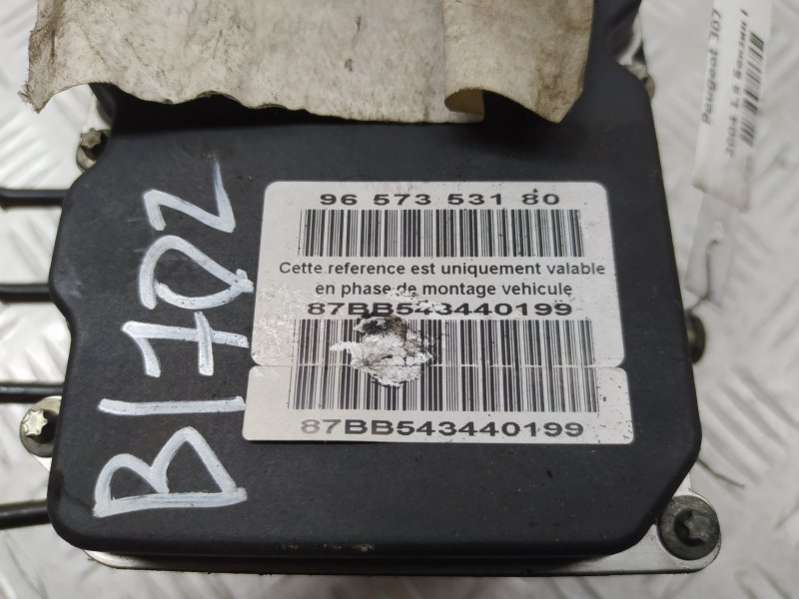 96 573 531 80
Cette reference est uniquement valable
en phase de montage vehicule
87BB543440199
87BB543440199
B1702
Peugeot 307